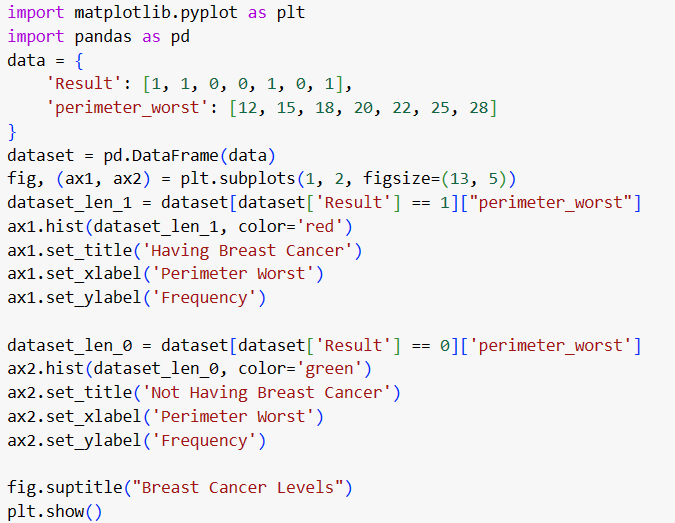 import matplotlib.pyplot as plt
import pandas as pd
data = {
    'Result': [1, 1, 0, 0, 1, 0, 1],
    'perimeter_worst': [12, 15, 18, 20, 22, 25, 28]
}
dataset = pd.DataFrame(data)
fig, (ax1, ax2) = plt.subplots(1, 2, figsize=(13, 5))
dataset_len_1 = dataset[dataset['Result'] == 1]["perimeter_worst"]
ax1.hist(dataset_len_1, color='red')
ax1.set_title('Having Breast Cancer')
ax1.set_xlabel('Perimeter Worst')
ax1.set_ylabel('Frequency')

dataset_len_0 = dataset[dataset['Result'] == 0]['perimeter_worst']
ax2.hist(dataset_len_0, color='green')
ax2.set_title('Not Having Breast Cancer')
ax2.set_xlabel('Perimeter Worst')
ax2.set_ylabel('Frequency')

fig.suptitle("Breast Cancer Levels")
plt.show()